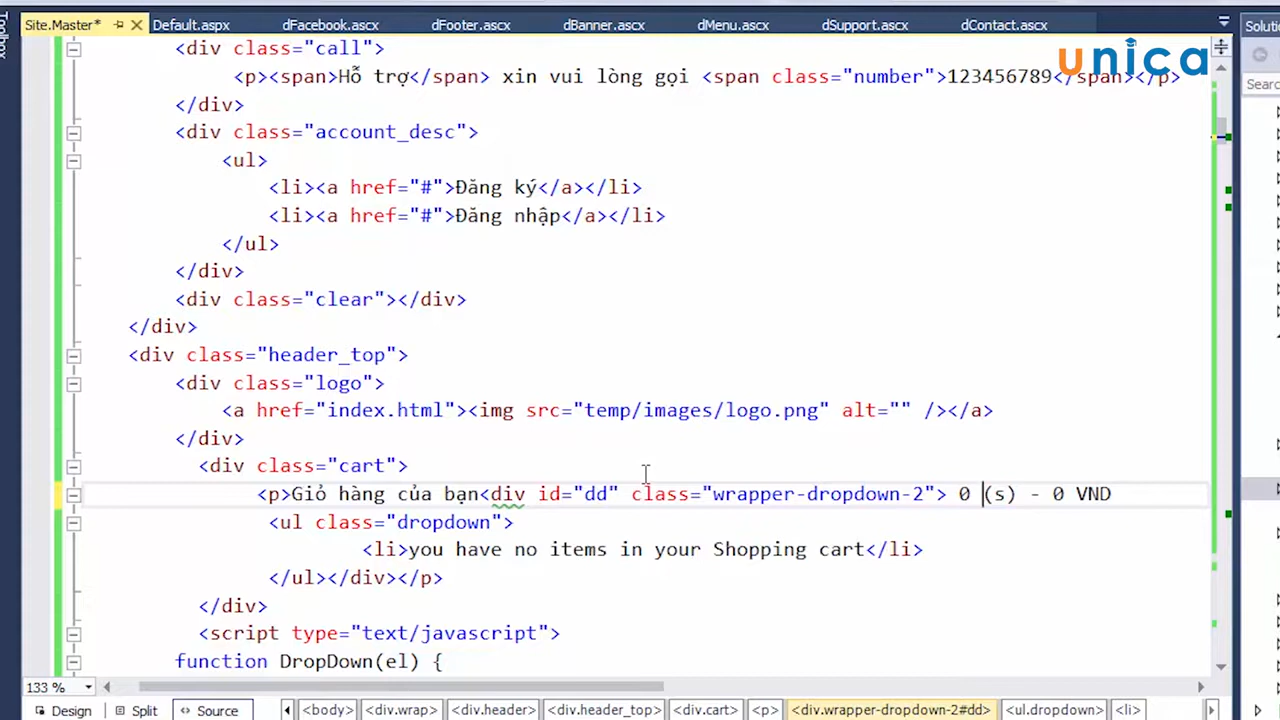 Site.Master* Default.aspx dFacebook.ascx dFooter.ascx dBanner.ascx dMenu.ascx dSupport.ascx dContact.ascx Solutio
Toolbox
unica
Searc
<div class="call">
<p><span>Hỗ trợ</span> xin vui lòng gọi <span class="number">123456789</span></p>
</div>
<div class="account_desc">
<ul>
<li><a href="#">Đăng ký</a></li>
<li><a href="#">Đăng nhập</a></li>
</ul>
</div>
<div class="clear"></div>
</div>
<div class="header_top">
<div class="logo">
<a href="index.html"><img src="temp/images/logo.png" alt="" /></a>
</div>
<div class="cart">
<p>Giỏ hàng của bạn<div id="dd" class="wrapper-dropdown-2"> 0 (s) - 0 VND
<ul class="dropdown">
<li>you have no items in your Shopping cart</li>
</ul></div></p>
</div>
<script type="text/javascript">
function DropDown(el) {
133 %
Design Split Source <body> <div.wrap> <div.header> <div.header_top> <div.cart> <p> <div.wrapper-dropdown-2#dd> <ul.dropdown> <li>